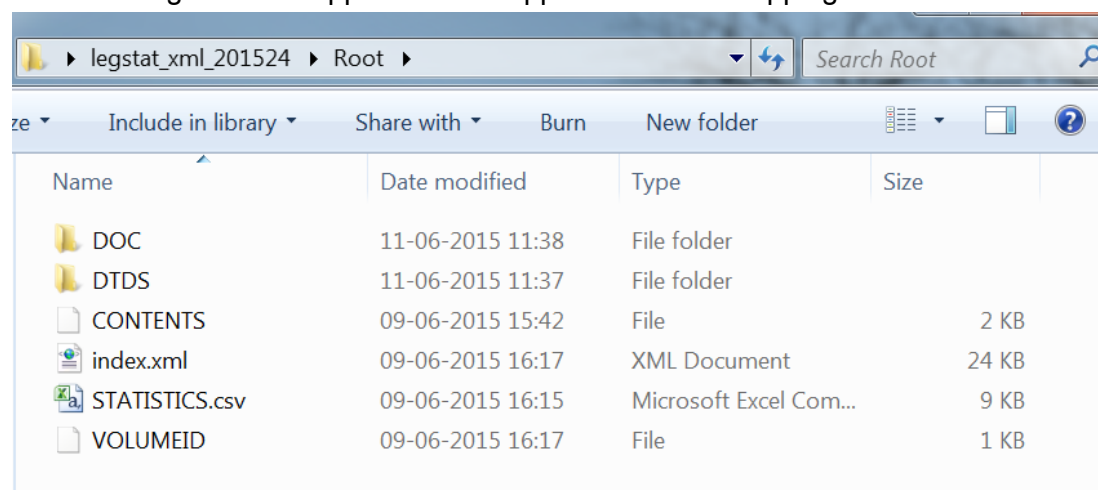 legstat_xml_201524 Root Search Root
Include in library Share with Burn New folder
Name Date modified Type Size
DOC 11-06-2015 11:38 File folder
DTDS 11-06-2015 11:37 File folder
CONTENTS 09-06-2015 15:42 File 2 KB
index.xml 09-06-2015 16:17 XML Document 24 KB
STATISTICS.csv 09-06-2015 16:15 Microsoft Excel Com... 9 KB
VOLUMEID 09-06-2015 16:17 File 1 KB